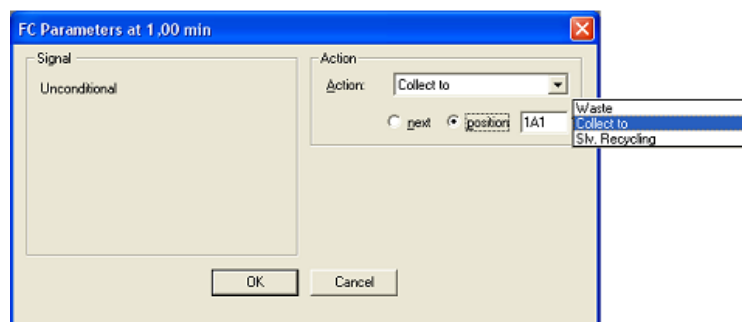 FC Parameters at 1,00 min
Signal
Unconditional
Action
Action:
Collect to
next
position
1A1
Waste
Collect to
Slv. Recycling
OK
Cancel